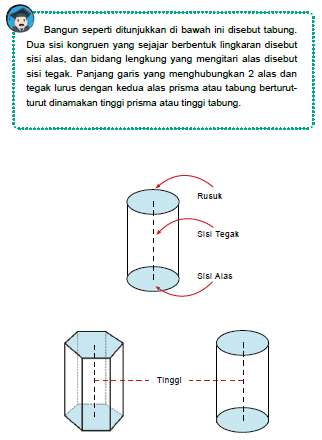 Bangun seperti ditunjukkan di bawah ini disebut tabung.
Dua sisi kongruen yang sejajar berbentuk lingkaran disebut
sisi alas, dan bidang lengkung yang mengitari alas disebut
sisi tegak. Panjang garis yang menghubungkan 2 alas dan
tegak lurus dengan kedua alas prisma atau tabung berturut-
turut dinamakan tinggi prisma atau tinggi tabung.
Rusuk
Sisi Tegak
Sisi Alas
Tinggi